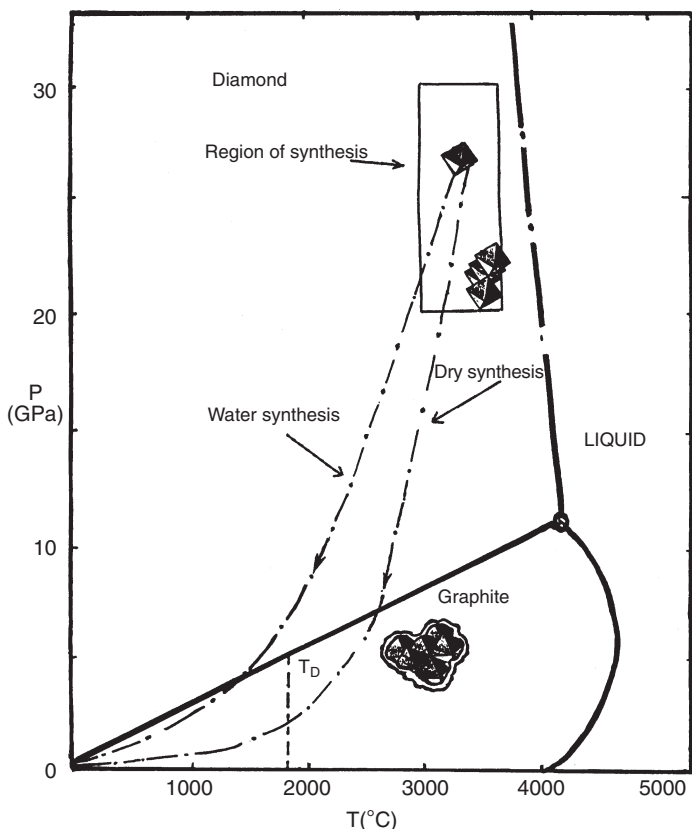 30
Diamond
Region of synthesis
20
P
(GPa)
Dry synthesis
Water synthesis
LIQUID
10
Graphite
T_D
0
1000
2000
3000
4000
5000
T(°C)